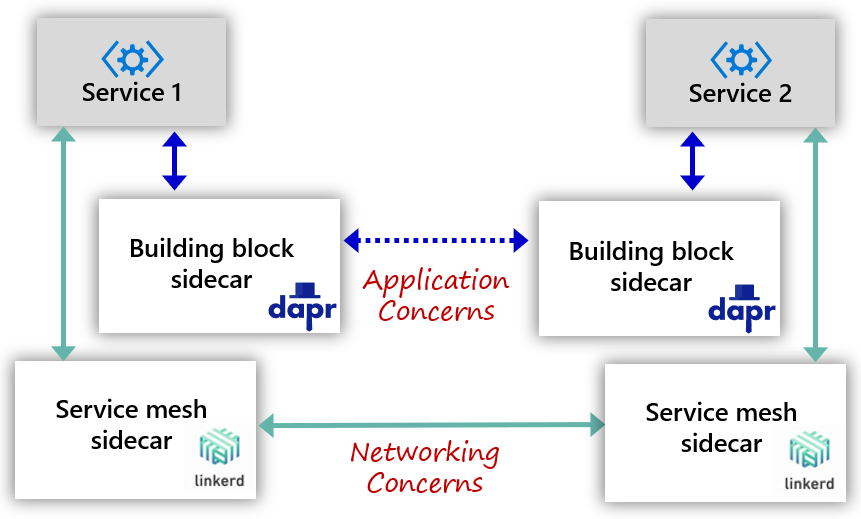 Service 1
Service 2
Building block
sidecar
dapr
Building block
sidecar
dapr
Application
Concerns
Service mesh
sidecar
linkerd
Service mesh
sidecar
linkerd
Networking
Concerns